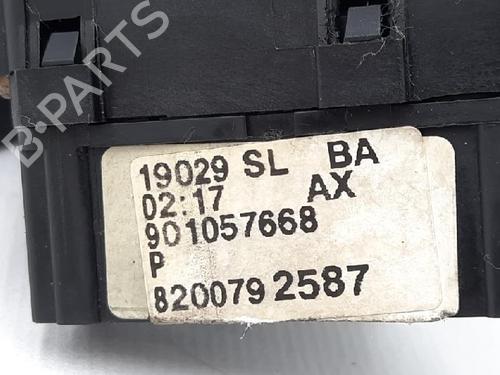 B-PARTS
19029 SL BA
02:17 AX
901057668
P
8200792587